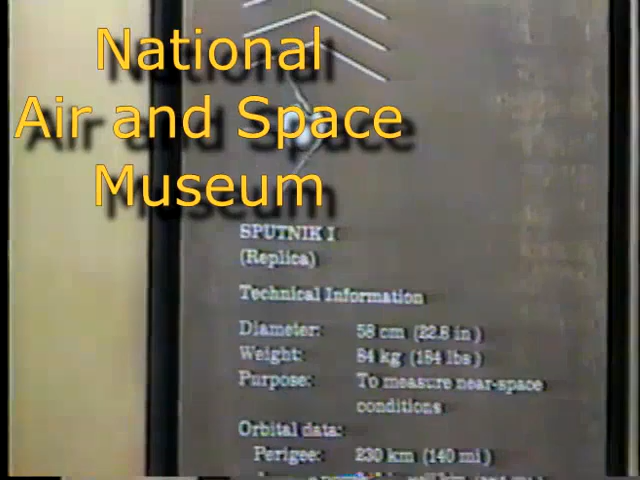 National
Air and Space
Museum
SPUTNIK I
(Replica)
Technical Information
Diameter: 58 cm (22.8 in)
Weight: 84 kg (184 lbs)
Purpose: To measure near-space
conditions
Orbital data:
Perigee: 230 km (140 mi)